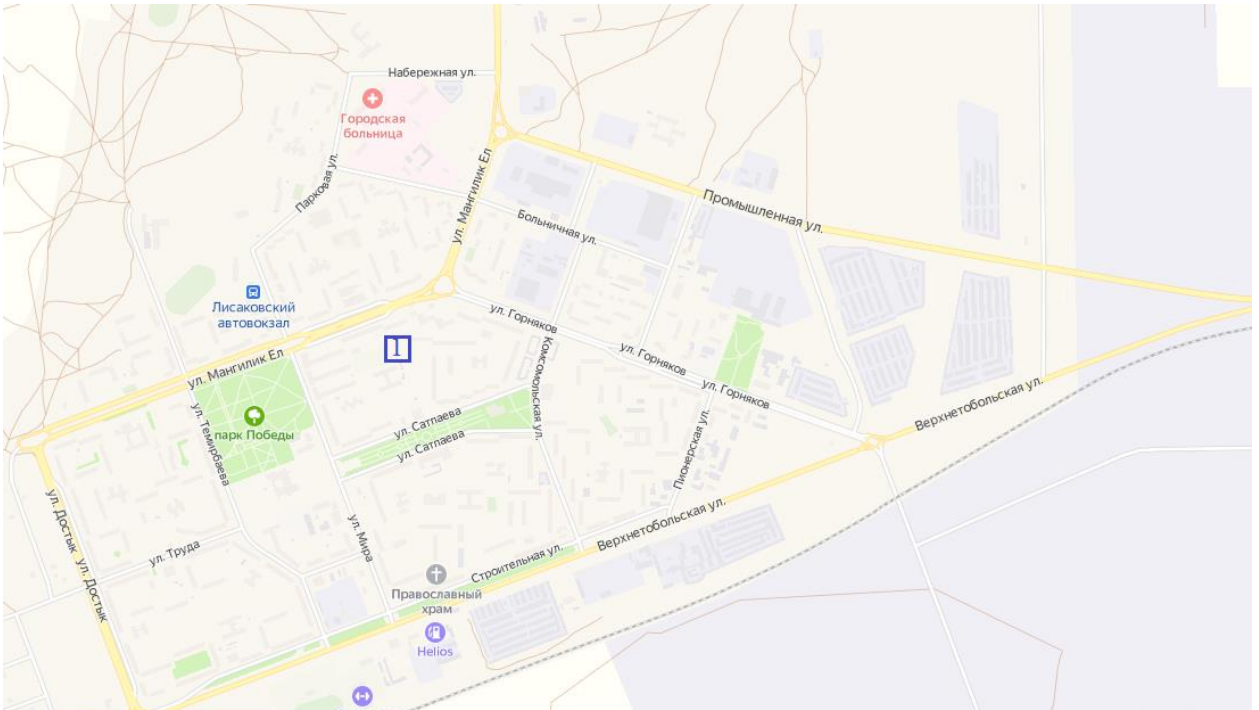 Набережная ул.
Городская
больница
Парковая ул.
ул. Мангилик Ел
Промышленная ул.
Больничная ул.
Лисаковский
автовокзал
ул. Горняков
1
ул. Мангилик Ел
Комсомольская ул.
ул. Горняков
ул. Горняков
Верхнетобольская ул.
ул. Темирбаева
парк Победы
ул. Сатпаева
ул. Сатпаева
Пионерская ул.
ул. Достык
ул. Достык
ул. Труда
ул. Мира
Верхнетобольская ул.
Строительная ул.
Православный
храм
Helios